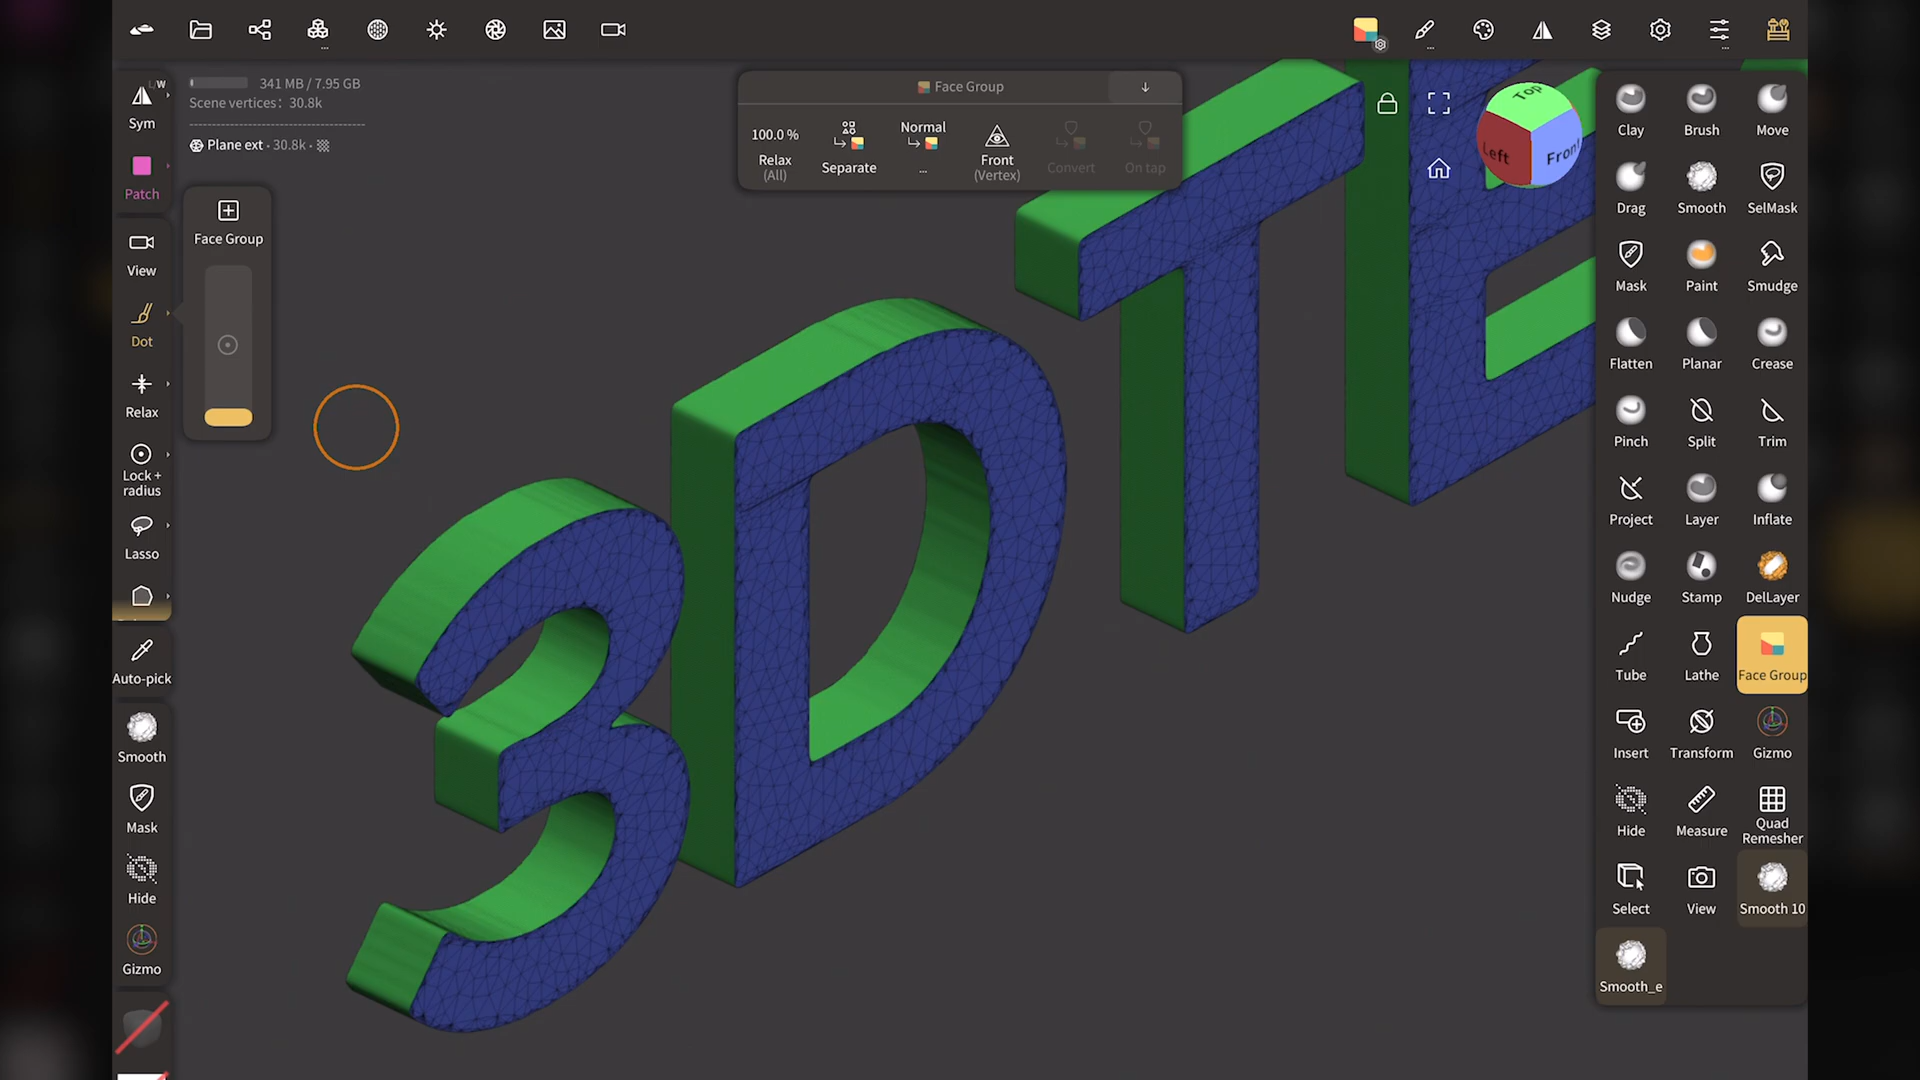 341 MB / 7.95 GB
Scene vertices: 30.8k
Plane ext • 30.8k •
W
Sym
Patch
View
Dot
Relax
Lock +
radius
Lasso
Auto-pick
Smooth
Mask
Hide
Gizmo
Face Group
Face Group
100.0 %
Relax
(All)
Separate
Normal
...
Front
(Vertex)
Convert
On tap
Top
Left
Front
Clay
Brush
Move
Drag
Smooth
SelMask
Mask
Paint
Smudge
Flatten
Planar
Crease
Pinch
Split
Trim
Project
Layer
Inflate
Nudge
Stamp
DelLayer
Tube
Lathe
Face Group
Insert
Transform
Gizmo
Hide
Measure
Quad
Remesher
Select
View
Smooth 10
Smooth_e
3D TE